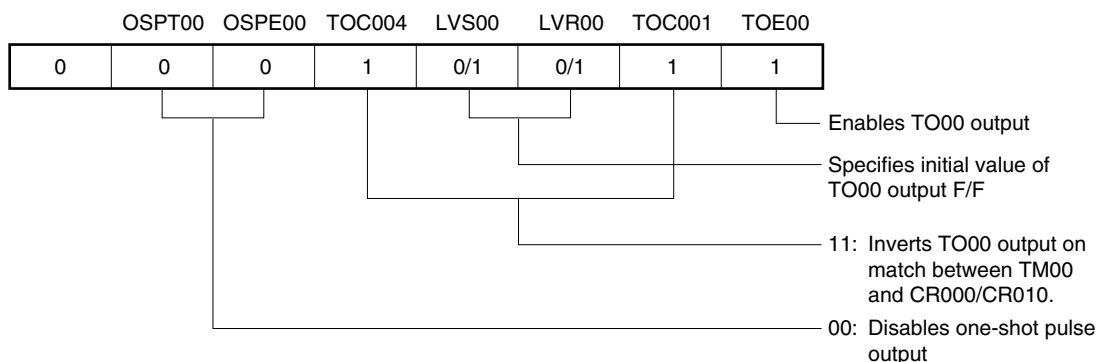 OSPT00 OSPE00 TOC004 LVS00 LVR00 TOC001 TOE00
0 0 0 1 0/1 0/1 1 1
Enables TO00 output
Specifies initial value of
TO00 output F/F
11: Inverts TO00 output on
match between TM00
and CR000/CR010.
00: Disables one-shot pulse
output